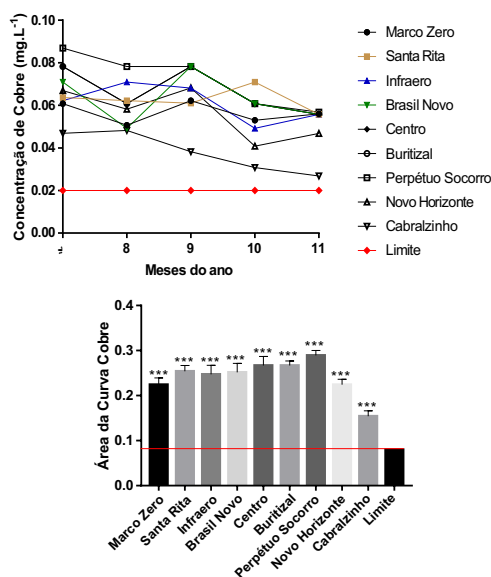 Concentração de Cobre (mg.L-1)
0.10
0.08
0.06
0.04
0.02
0.00
8
9
10
11
Meses do ano
Marco Zero
Santa Rita
Infraero
Brasil Novo
Centro
Buritizal
Perpétuo Socorro
Novo Horizonte
Cabralzinho
Limite
Área da Curva Cobre
0.4
0.3
0.2
0.1
0.0
***
***
***
***
***
***
***
***
***
Marco Zero
Santa Rita
Infraero
Brasil Novo
Centro
Buritizal
Perpétuo Socorro
Novo Horizonte
Cabralzinho
Limite